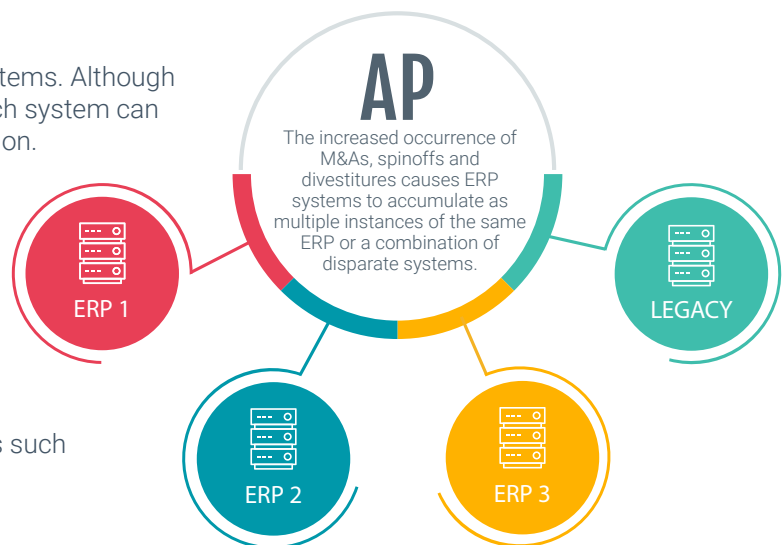 tems. Although
ch system can
on.
AP
The increased occurrence of
M&As, spinoffs and
divestitures causes ERP
systems to accumulate as
multiple instances of the same
ERP or a combination of
disparate systems.
ERP 1
LEGACY
s such
ERP 2
ERP 3